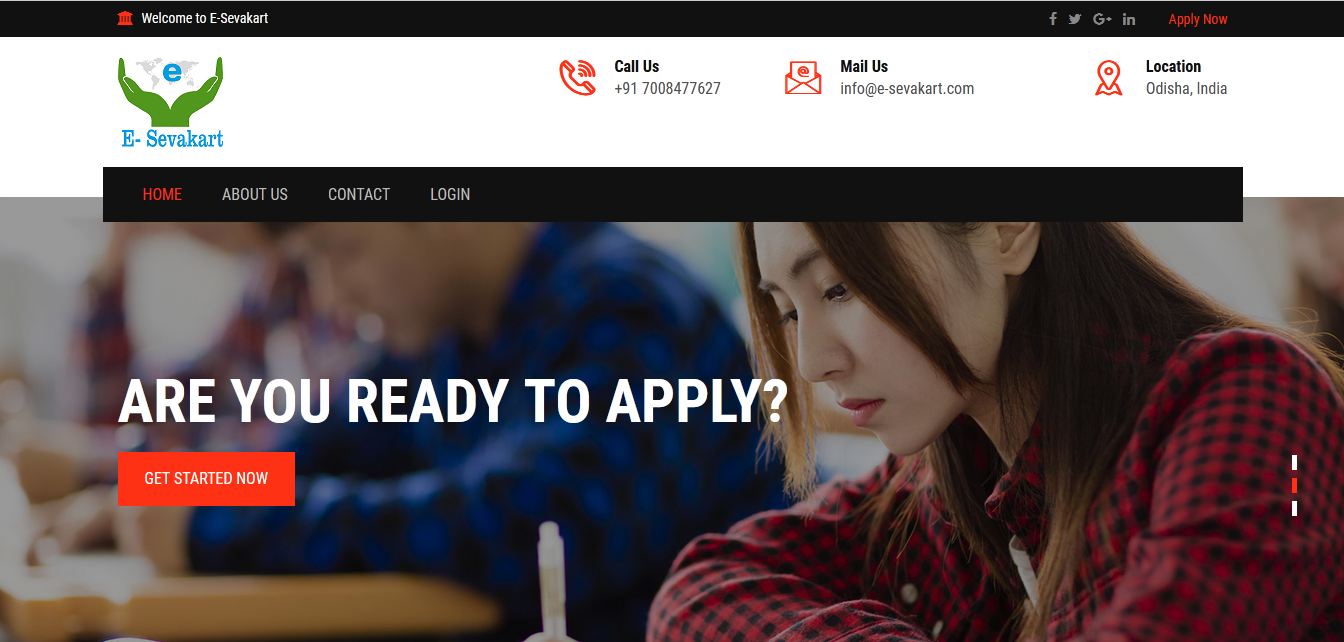 Welcome to E-Sevakart
Apply Now
e
E- Sevakart
Call Us
+91 7008477627
Mail Us
info@e-sevakart.com
Location
Odisha, India
HOME ABOUT US CONTACT LOGIN
ARE YOU READY TO APPLY?
GET STARTED NOW